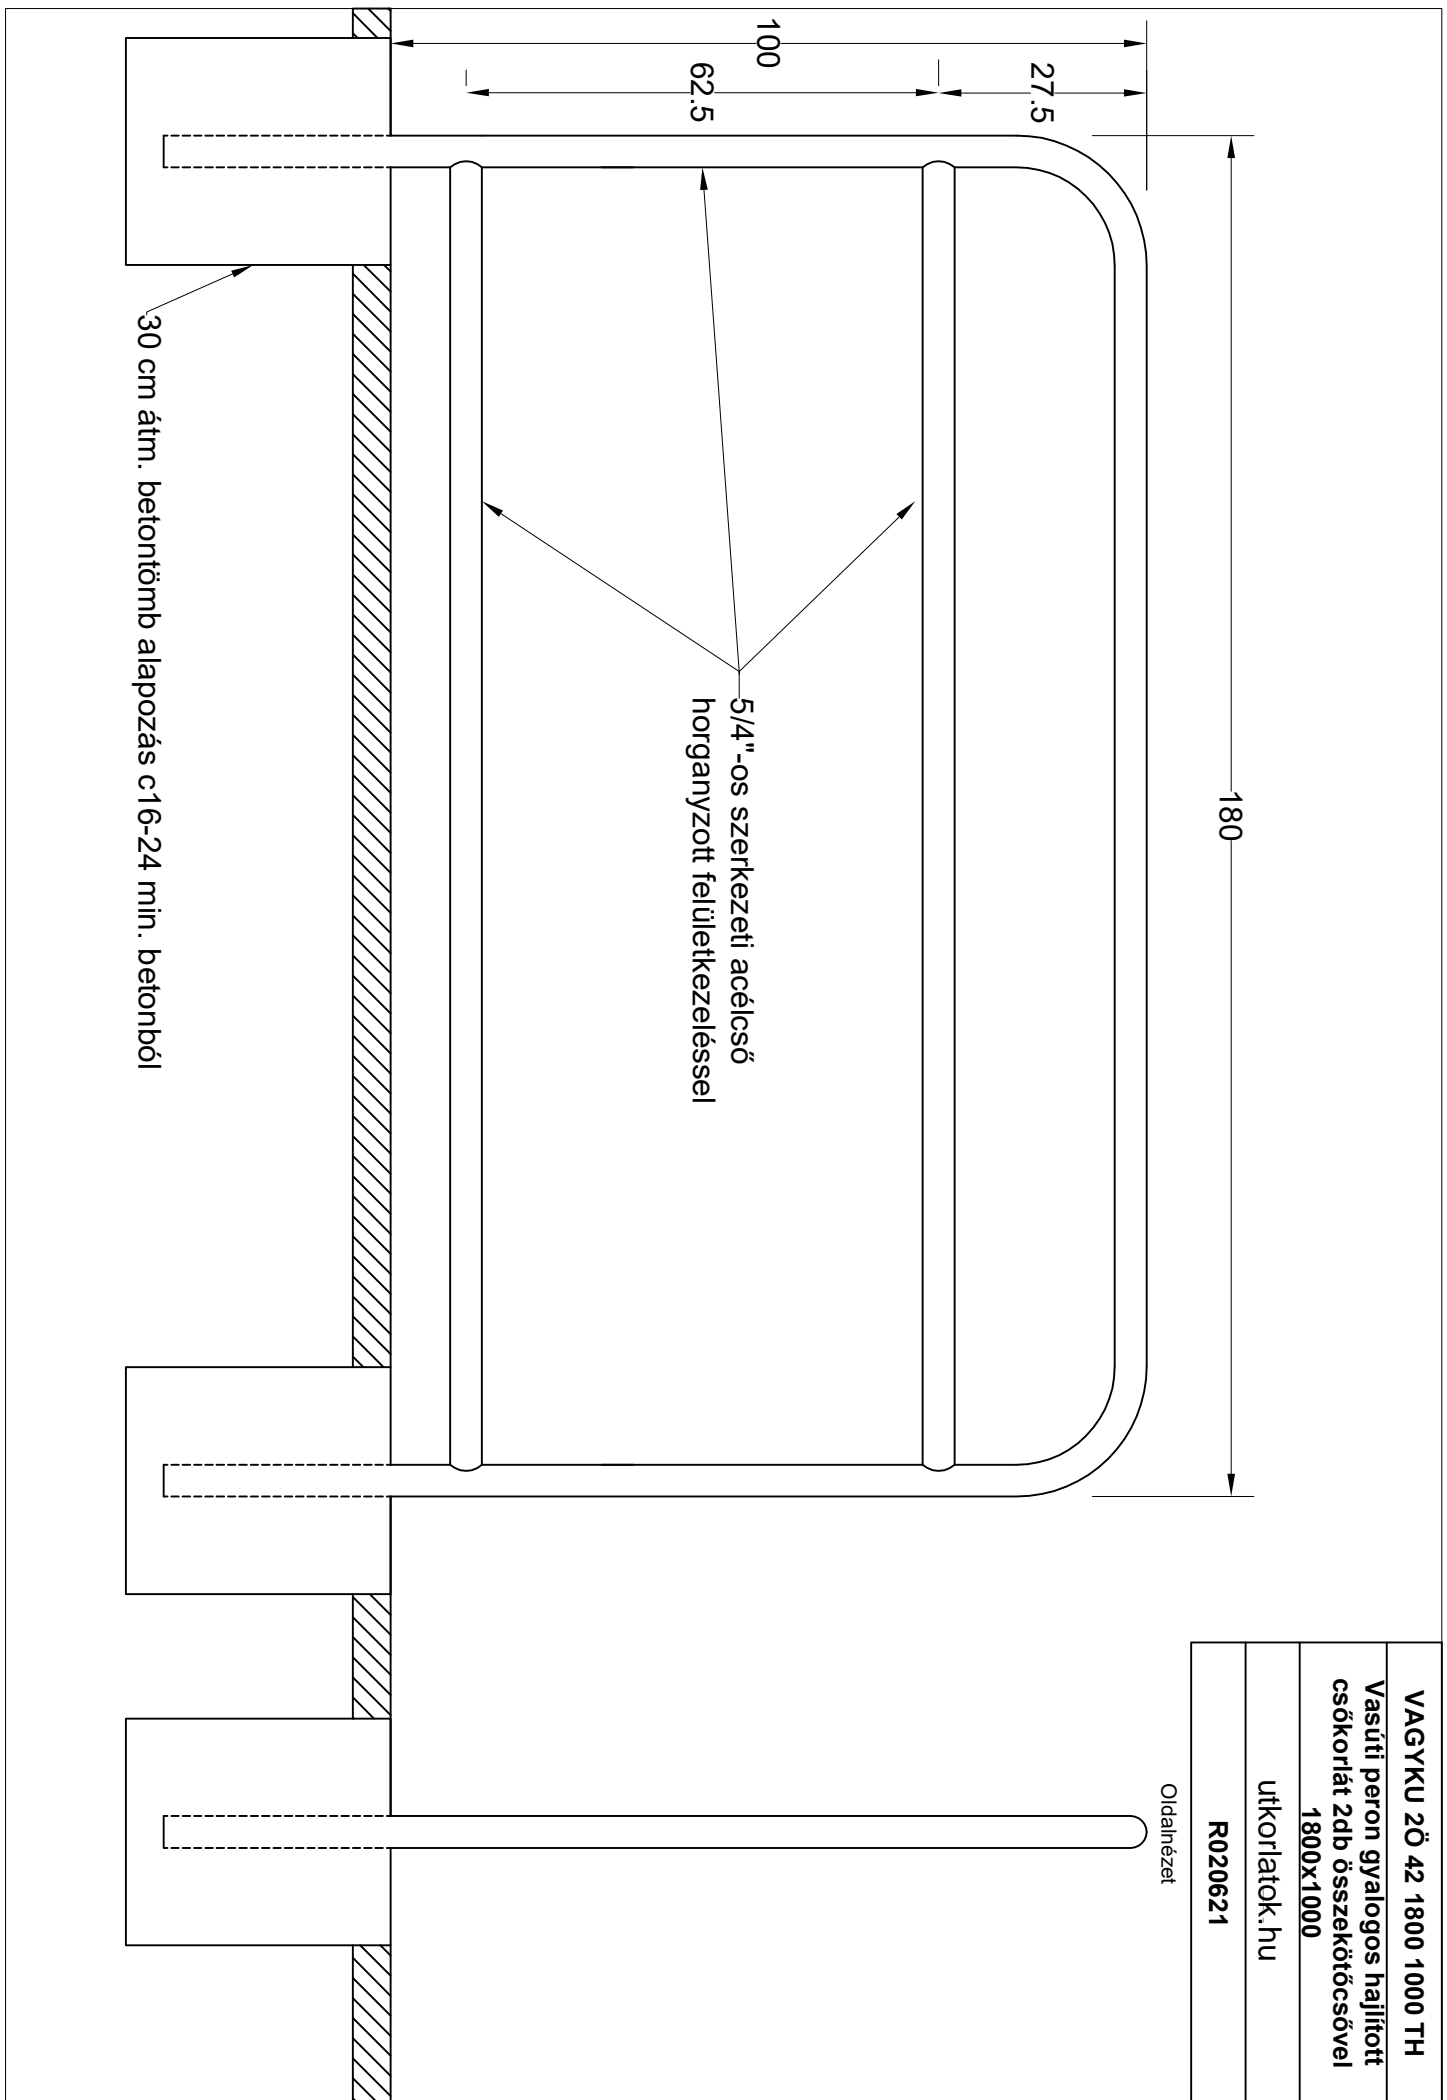 VAGYKU 2Ö 42 1800 1000 TH
Vasúti peron gyalogos hajlított
csőkorlát 2db összekötőcsővel
1800x1000
utkorlatok.hu
R020621
Oldalnézet
180
100
27.5
62.5
5/4"-os szerkezeti acélcső
horganyzott felületkezeléssel
30 cm átm. betontömb alapozás c16-24 min. betonból